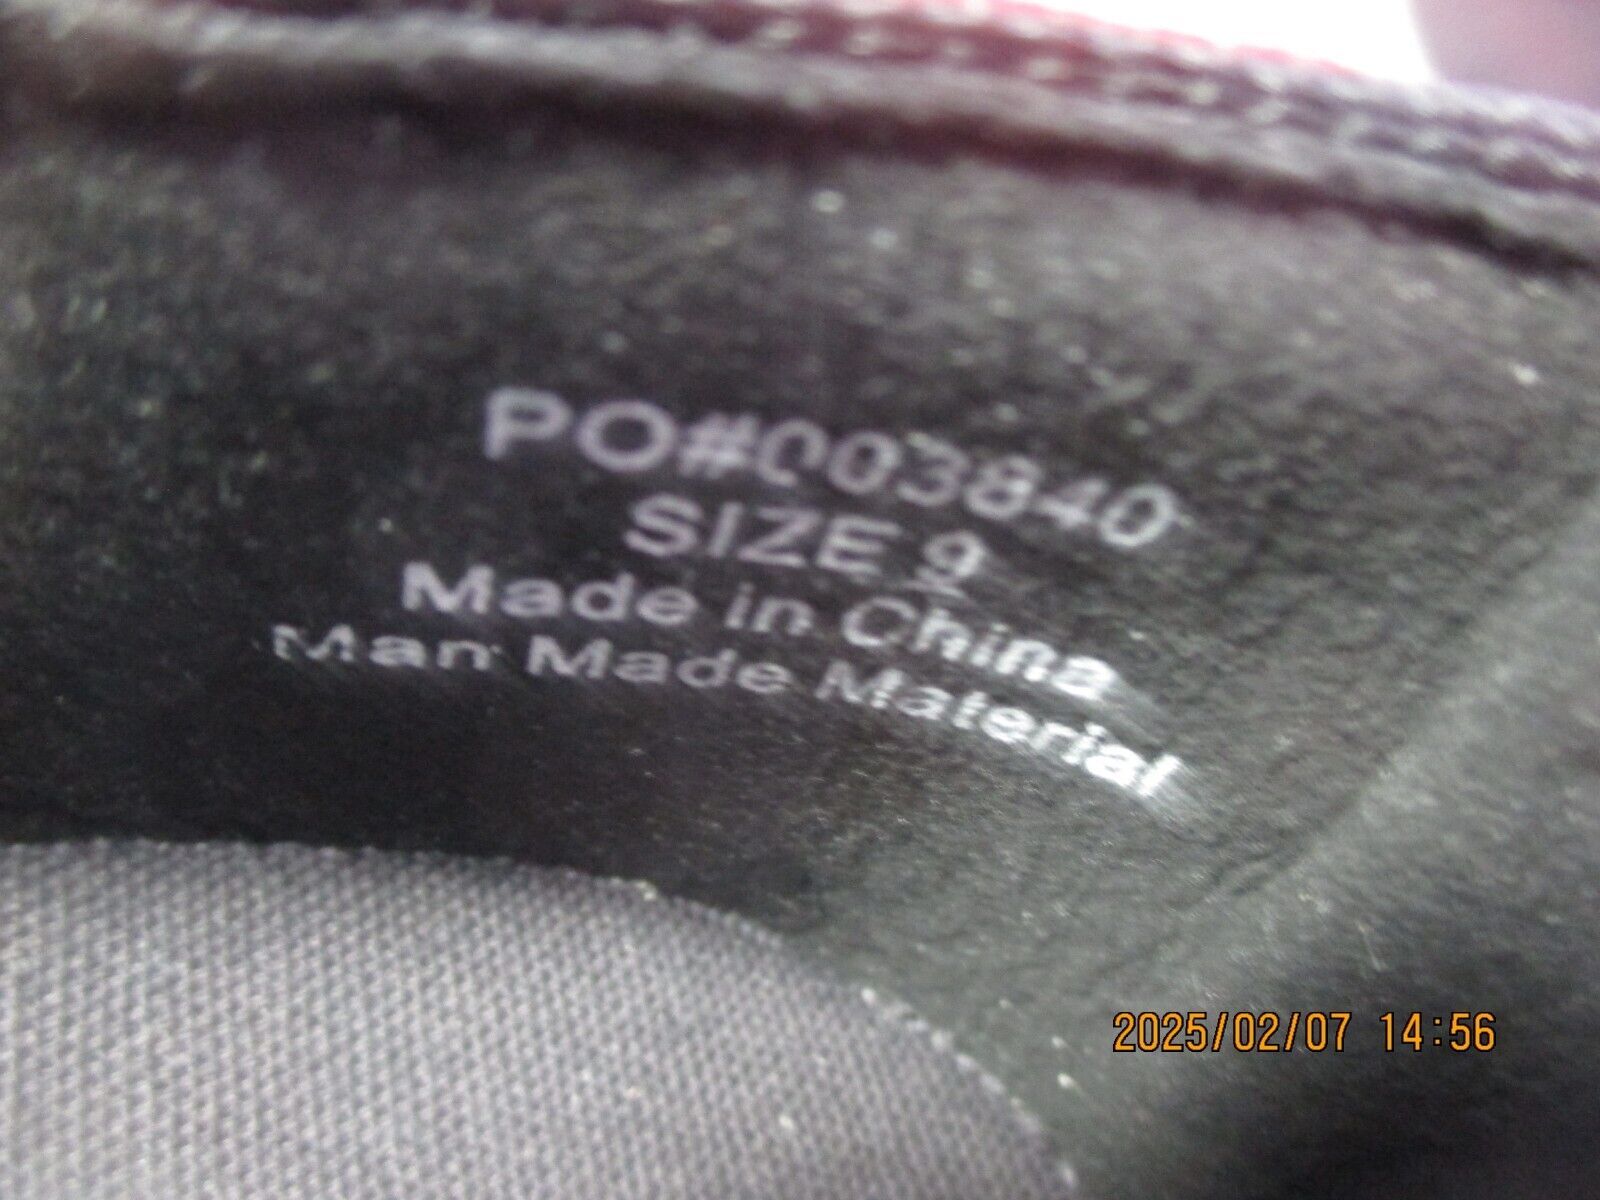 PO#003840
SIZE 9
Made in China
Man Made Material
2025/02/07 14:56